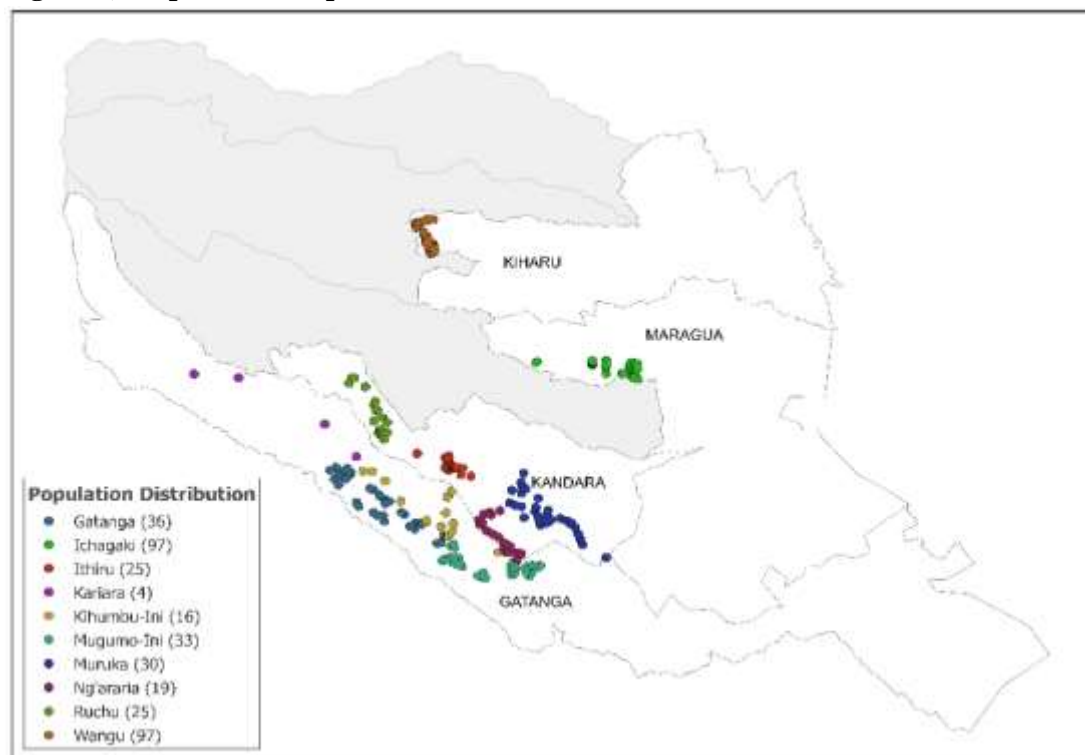 KIHARU
MARAGUA
KANDARA
GATANGA
Population Distribution
Gatanga (36)
Ichagaki (97)
Ithiru (25)
Kariara (4)
Kihumbu-Ini (16)
Mugumo-Ini (33)
Muruka (30)
Ng'araria (19)
Ruchu (25)
Wangu (97)